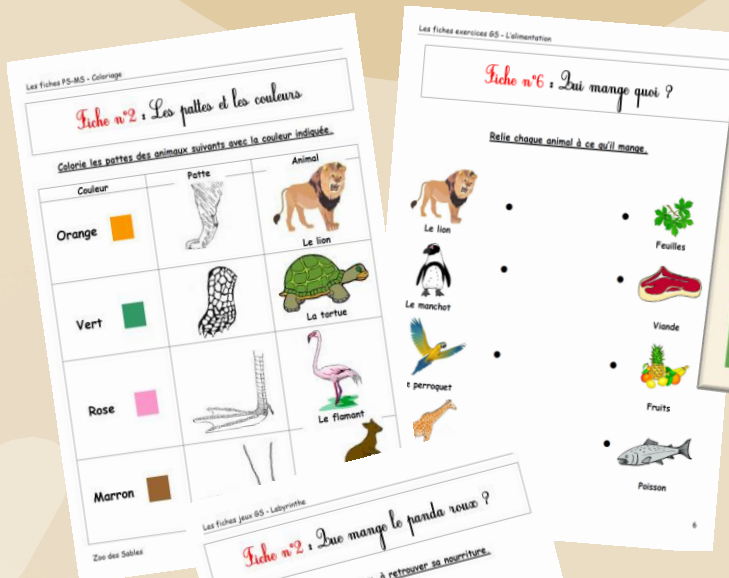 Les fiches PS-MS - Coloriage
Fiche n°2 : Les pattes et les couleurs
Colorie les pattes des animaux suivants avec la couleur indiquée.
Couleur Patte Animal
Orange
Le lion
Vert
La tortue
Rose
Le flamant
Marron
Zoo des Sables
Les fiches exercices GS - L'alimentation
Fiche n°6 : Qui mange quoi ?
Relie chaque animal à ce qu'il mange.
Le lion
Feuilles
Le manchot
Viande
e perroquet
Fruits
Poisson
6
Les fiches jeux GS - Labyrinthe
Fiche n°2 : Que mange le panda roux ?
à retrouver sa nourriture.